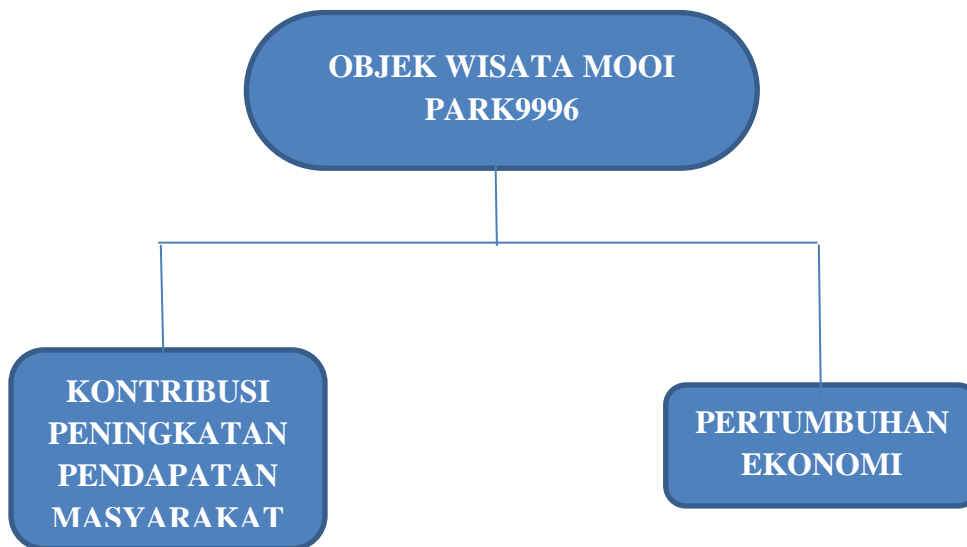 OBJEK WISATA MOOI
PARK9996
KONTRIBUSI
PENINGKATAN
PENDAPATAN
MASYARAKAT
PERTUMBUHAN
EKONOMI